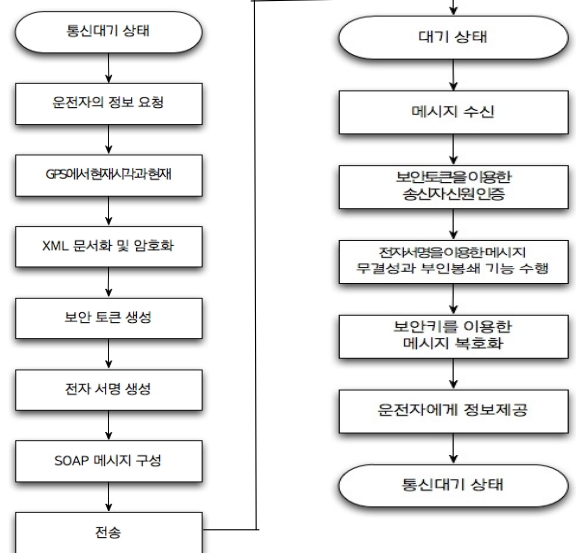 통신대기 상태
운전자의 정보 요청
GPS에서현재시각과현재
XML 문서화 및 암호화
보안 토큰 생성
전자 서명 생성
SOAP 메시지 구성
전송
대기 상태
메시지 수신
보안토큰을이용한
송신자신원인증
전자서명을이용한메시지
무결성과 부인봉쇄 기능 수행
보안키를 이용한
메시지 복호화
운전자에게 정보제공
통신대기 상태